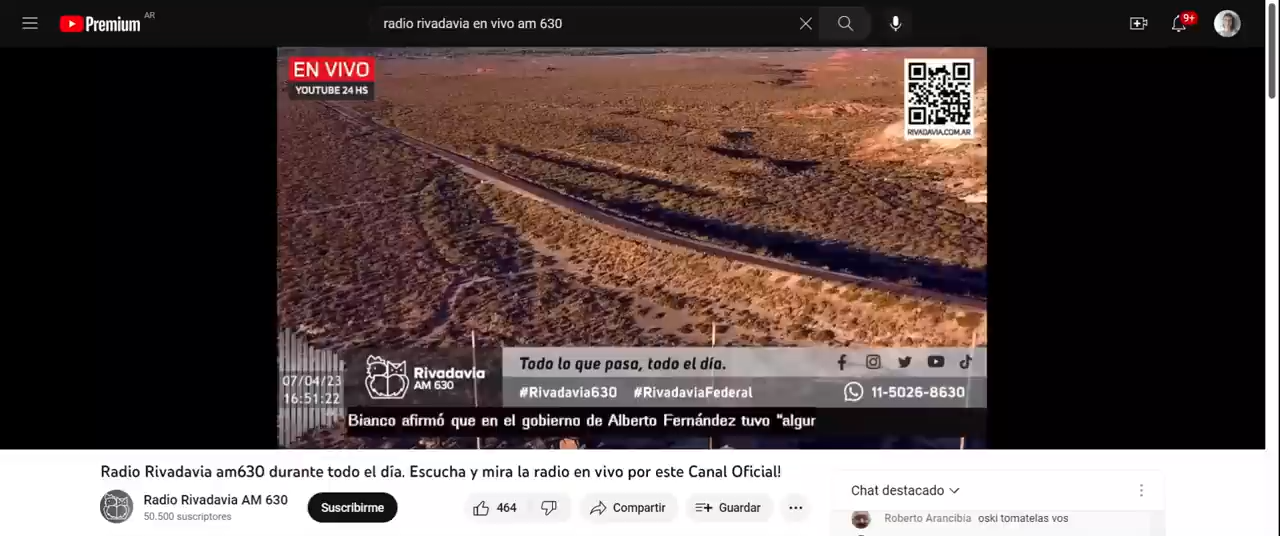 Premium AR
radio rivadavia en vivo am 630
9+
EN VIVO
YOUTUBE 24 HS
RIVADAVIA.COM.AR
07/04/23
16:51:22
Rivadavia
AM 630
Todo lo que pasa, todo el día.
#Rivadavia630 #RivadaviaFederal
11-5026-8630
Bianco afirmó que en el gobierno de Alberto Fernández tuvo "algur
Radio Rivadavia am630 durante todo el día. Escucha y mira la radio en vivo por este Canal Oficial!
Radio Rivadavia AM 630
50.500 suscriptores
Suscribirme
464
Compartir
Guardar
Chat destacado
Roberto Arancibia oski tomatelas vos